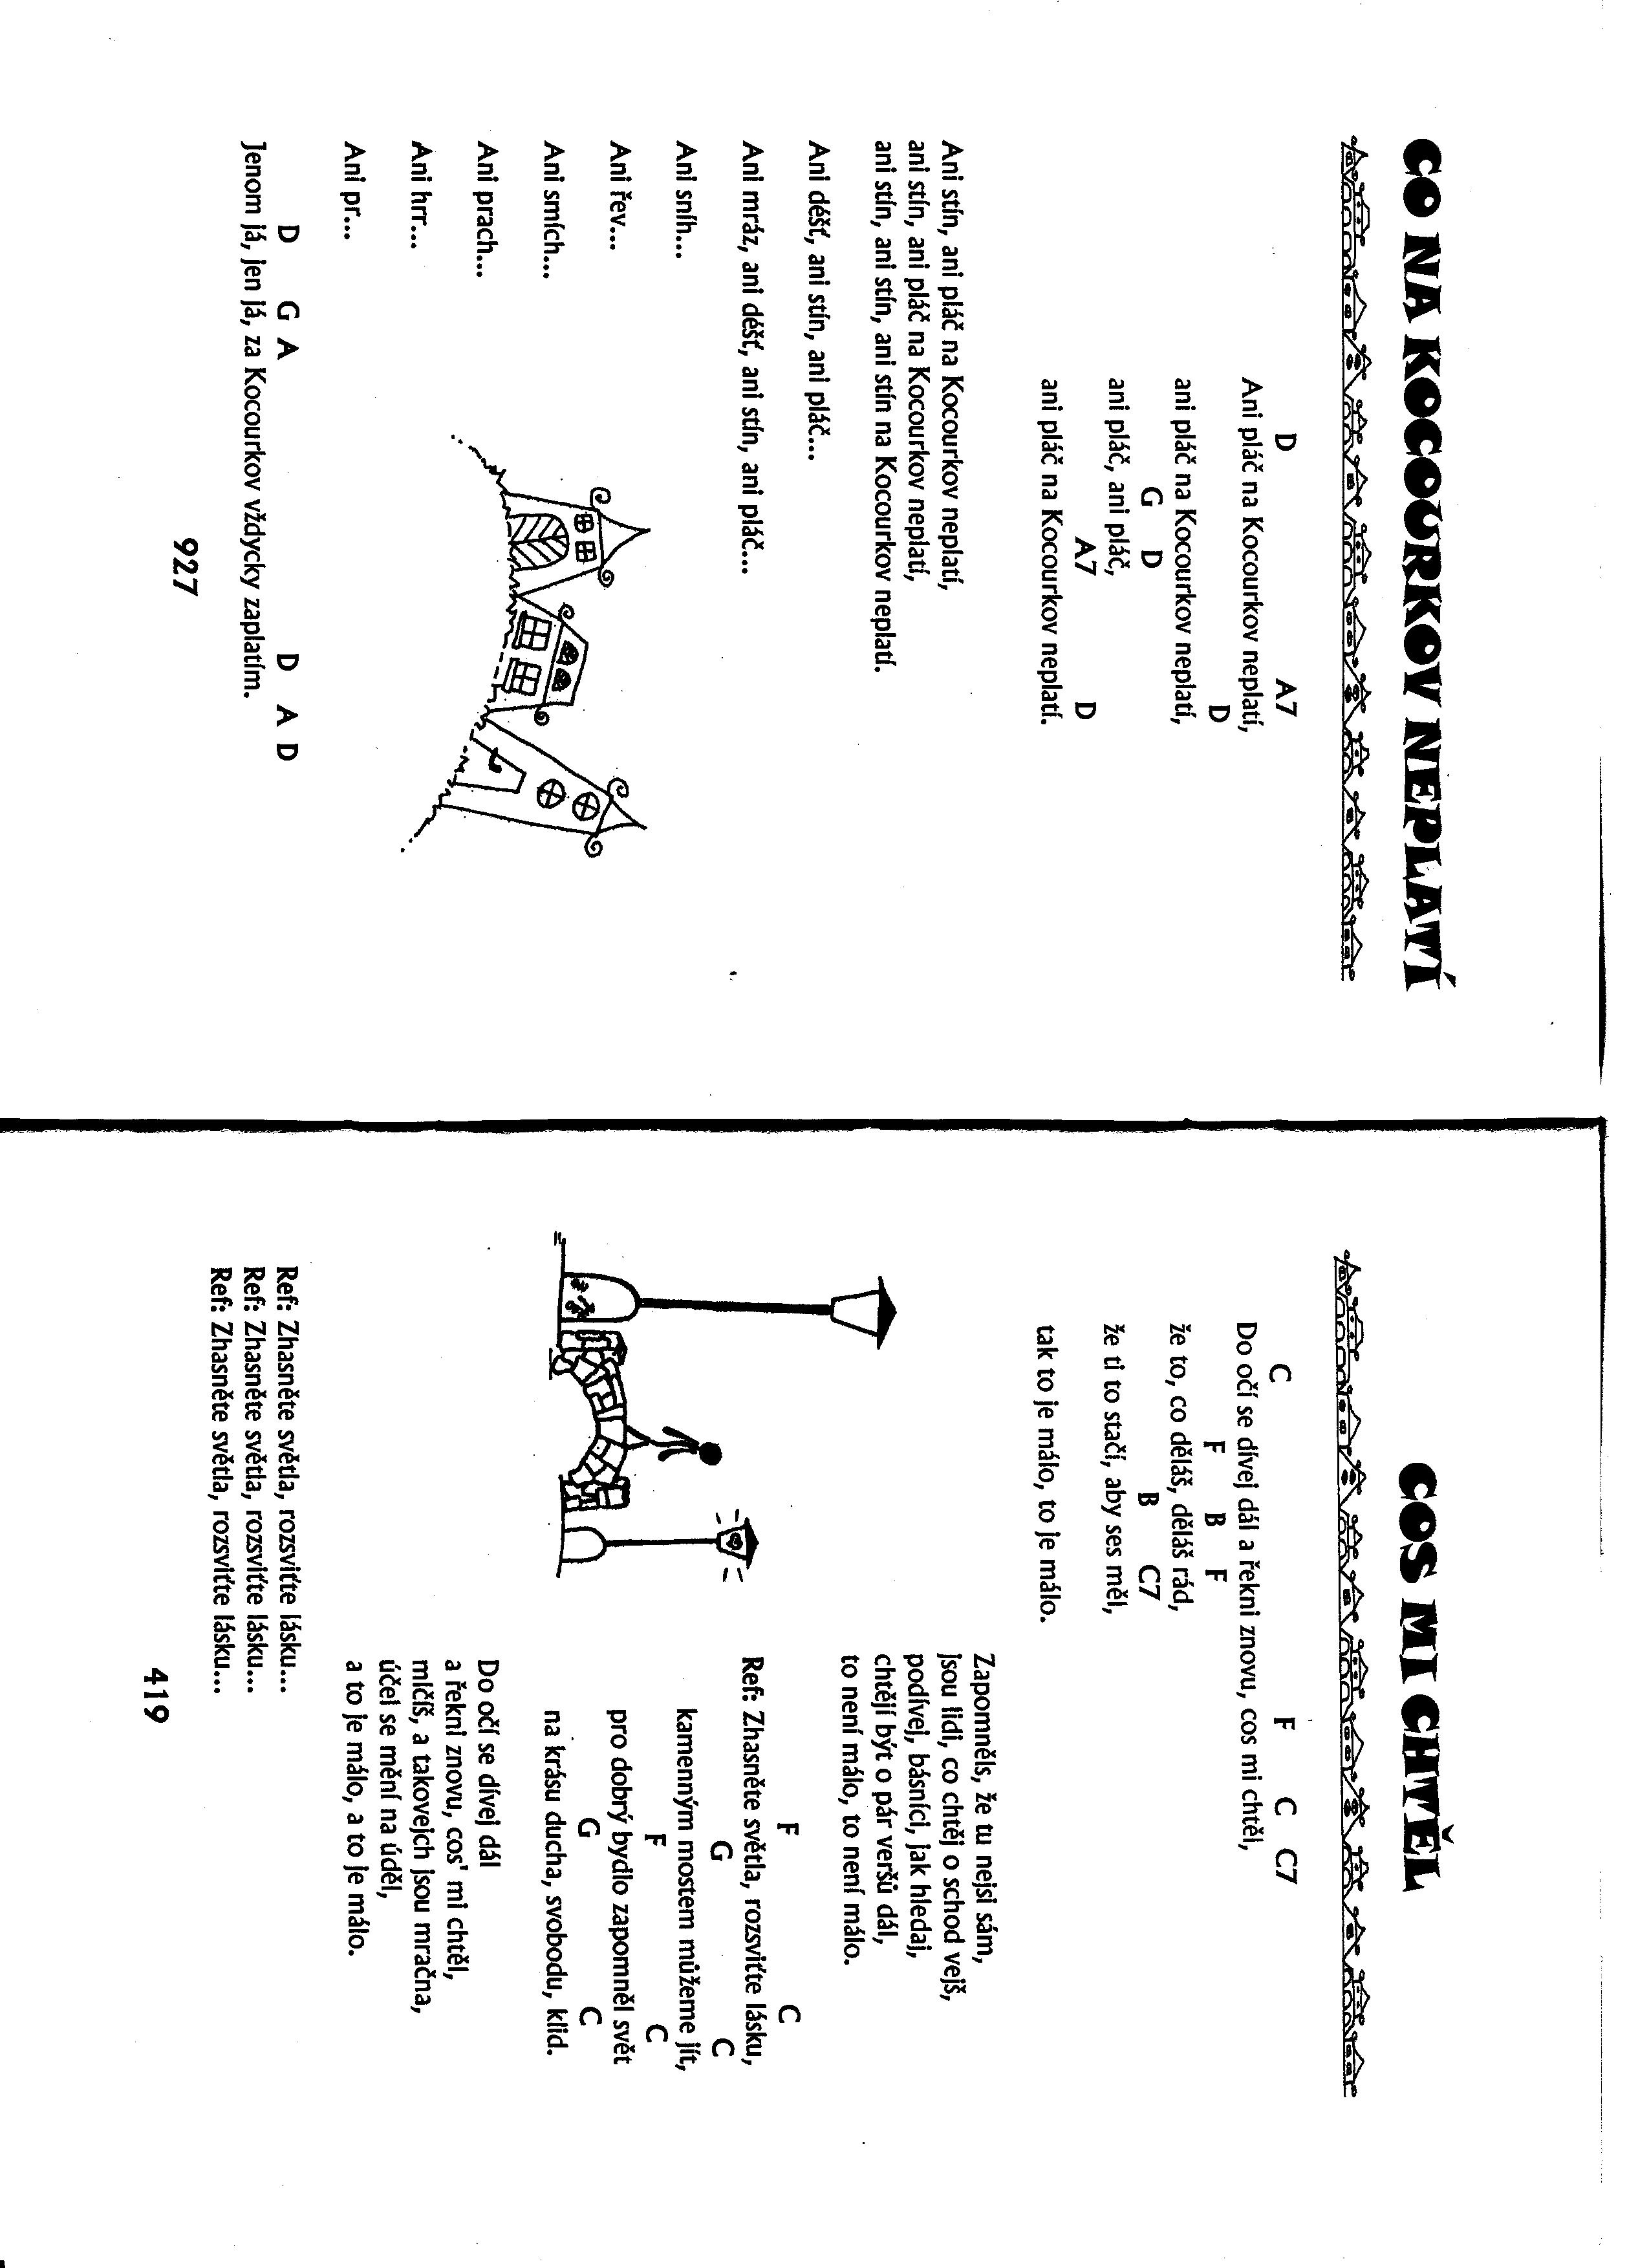 CO NA KOCOURKOV NEPLATÍ
D A7
Ani pláč na Kocourkov neplatí,
D
ani pláč na Kocourkov neplatí,
G D
ani pláč, ani pláč,
A7 D
ani pláč na Kocourkov neplatí.
Ani stín, ani pláč na Kocourkov neplatí,
ani stín, ani pláč na Kocourkov neplatí,
ani stín, ani stín, ani stín na Kocourkov neplatí.
Ani déšť, ani stín, ani pláč...
Ani mráz, ani déšť, ani stín, ani pláč...
Ani sníh...
Ani řev...
Ani smích...
Ani prach...
Ani hrr...
Ani pr...
D G A D A D
Jenom já, jen já, za Kocourkov vždycky zaplatím.
927
COS MI CHTĚL
C F C C7
Do očí se dívej dál a řekni znovu, cos mi chtěl,
F B F
že to, co děláš, děláš rád,
B C7
že ti to stačí, aby ses měl,
tak to je málo, to je málo.
Zapomněls, že tu nejsi sám,
jsou lidi, co chtěj o schod vejš,
podívej, básníci, jak hledaj,
chtějí být o pár veršů dál,
to není málo, to není málo.
F C
Ref: Zhasněte světla, rozsviťte lásku,
G C
kamenným mostem můžeme jít,
F C
pro dobrý bydlo zapomněl svět
G C
na krásu ducha, svobodu, klid.
Do očí se dívej dál
a řekni znovu, cos' mi chtěl,
mlčíš, a takovejch jsou mračna,
účel se mění na úděl,
a to je málo, a to je málo.
Ref: Zhasněte světla, rozsviťte lásku...
Ref: Zhasněte světla, rozsviťte lásku...
Ref: Zhasněte světla, rozsviťte lásku...
419